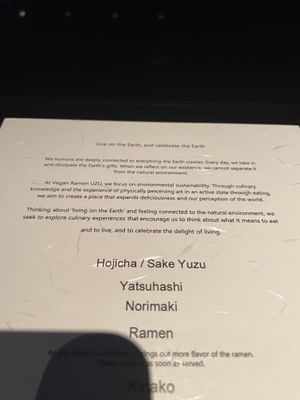 Live on the Earth, and celebrate the Earth
We humans are deeply connected to everything the Earth creates. Every day, we take in
and dissipate the Earth's gifts. When we reflect on our existence, we cannot separate it
from the natural environment.
At Vegan Ramen UZU, we focus on environmental sustainability. Through culinary
knowledge and the experience of physically perceiving art in an active state through eating,
we aim to create a place that expands deliciousness and our perception of the world.
Thinking about 'living on the Earth' and feeling connected to the natural environment, we
seek to explore culinary experiences that encourage us to think about what it means to eat
and to live, and to celebrate the delight of living.
Hojicha / Sake Yuzu
Yatsuhashi
Norimaki
Ramen
out more flavor of the ramen.
soon as served.
Kinako